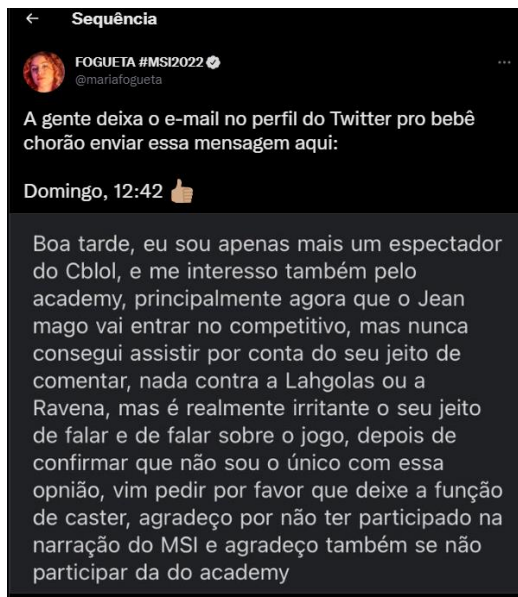 Sequência
FOGUETA #MSI2022
@mariafogueta
A gente deixa o e-mail no perfil do Twitter pro bebê
chorão enviar essa mensagem aqui:
Domingo, 12:42 👍🏼
Boa tarde, eu sou apenas mais um espectador
do Cblol, e me interesso também pelo
academy, principalmente agora que o Jean
mago vai entrar no competitivo, mas nunca
consegui assistir por conta do seu jeito de
comentar, nada contra a Lahgolas ou a
Ravena, mas é realmente irritante o seu jeito
de falar e de falar sobre o jogo, depois de
confirmar que não sou o único com essa
opnião, vim pedir por favor que deixe a função
de caster, agradeço por não ter participado na
narração do MSI e agradeço também se não
participar da do academy